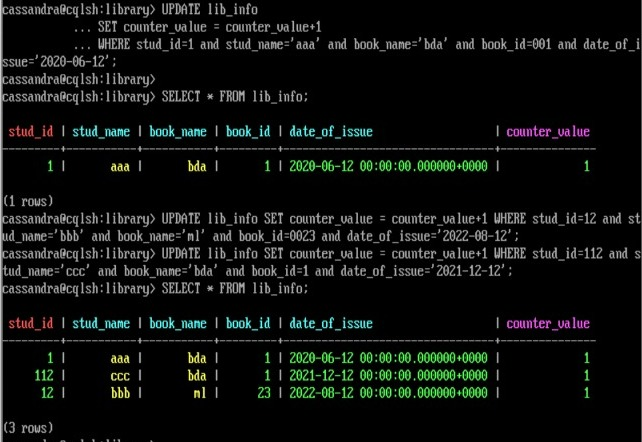 cassandra@cqlsh:library> UPDATE lib_info
... SET counter_value = counter_value+1
... WHERE stud_id=1 and stud_name='aaa' and book_name='bda' and book_id=001 and date_of_i
ssue='2020-06-12';
cassandra@cqlsh:library>
cassandra@cqlsh:library> SELECT * FROM lib_info;
stud_id | stud_name | book_name | book_id | date_of_issue | counter_value
---------+-----------+-----------+---------+---------------------------------+---------------
1 | aaa | bda | 1 | 2020-06-12 00:00:00.000000+0000 | 1
(1 rows)
cassandra@cqlsh:library> UPDATE lib_info SET counter_value = counter_value+1 WHERE stud_id=12 and st
ud_name='bbb' and book_name='ml' and book_id=0023 and date_of_issue='2022-08-12';
cassandra@cqlsh:library> UPDATE lib_info SET counter_value = counter_value+1 WHERE stud_id=112 and s
tud_name='ccc' and book_name='bda' and book_id=1 and date_of_issue='2021-12-12';
cassandra@cqlsh:library> SELECT * FROM lib_info;
stud_id | stud_name | book_name | book_id | date_of_issue | counter_value
---------+-----------+-----------+---------+---------------------------------+---------------
1 | aaa | bda | 1 | 2020-06-12 00:00:00.000000+0000 | 1
112 | ccc | bda | 1 | 2021-12-12 00:00:00.000000+0000 | 1
12 | bbb | ml | 23 | 2022-08-12 00:00:00.000000+0000 | 1
(3 rows)